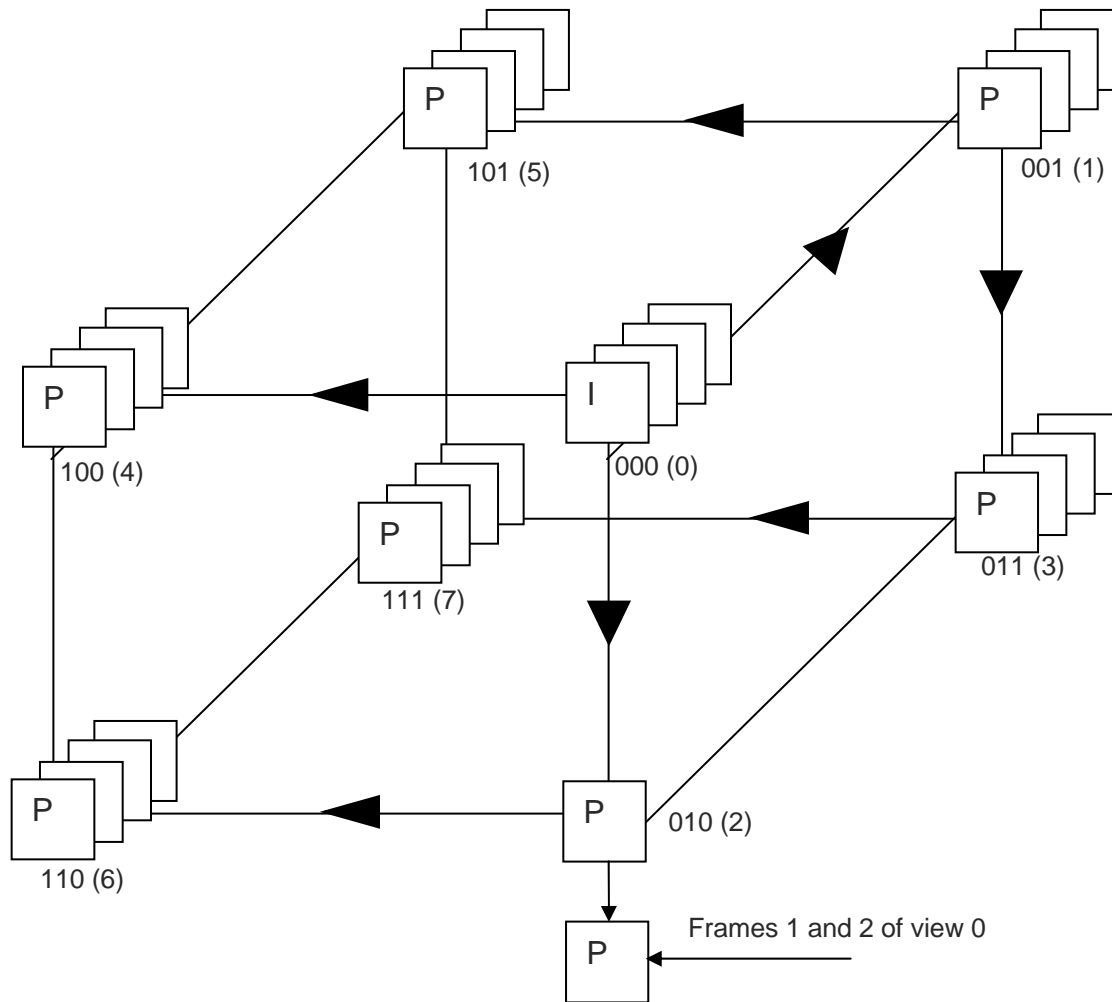 P
P
101 (5)
001 (1)
P
I
100 (4)
000 (0)
P
P
111 (7)
011 (3)
P
P
010 (2)
110 (6)
Frames 1 and 2 of view 0
P